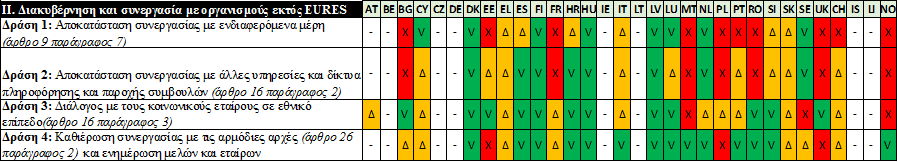 II. Διακυβέρνηση και συνεργασία με οργανισμούς εκτός EURES AT BE BG CY CZ DE DK EE EL ES FI FR HR HU IE IT LT LV LU MT NL PL PT RO SI SK SE UK CH IS LI NO
Δράση 1: Αποκατάσταση συνεργασίας με ενδιαφερόμενα μέρη
(άρθρο 9 παράγραφος 7) - - X V - - V X Δ Δ V X Δ V - Δ - V V X V X X X Δ Δ V X X - - X
Δράση 2: Αποκατάσταση συνεργασίας με άλλες υπηρεσίες και δίκτυα
πληροφόρησης και παροχής συμβουλών (άρθρο 16 παράγραφος 2) - - X Δ - - V Δ Δ V V X V V - Δ - V Δ X V X Δ X Δ Δ V X Δ - - X
Δράση 3: Διάλογος με τους κοινωνικούς εταίρους σε εθνικό
επίπεδο(άρθρο 16 παράγραφος 3) Δ - V Δ - - V V Δ V V V V V - Δ - V V X V Δ Δ Δ V V X V X - - X
Δράση 4: Καθιέρωση συνεργασίας με τις αρμόδιες αρχές (άρθρο 26
παράγραφος 2) και ενημέρωση μελών και εταίρων - - Δ Δ - - V X Δ V V V V V - V - V V V V X V V V Δ Δ X Δ - - V